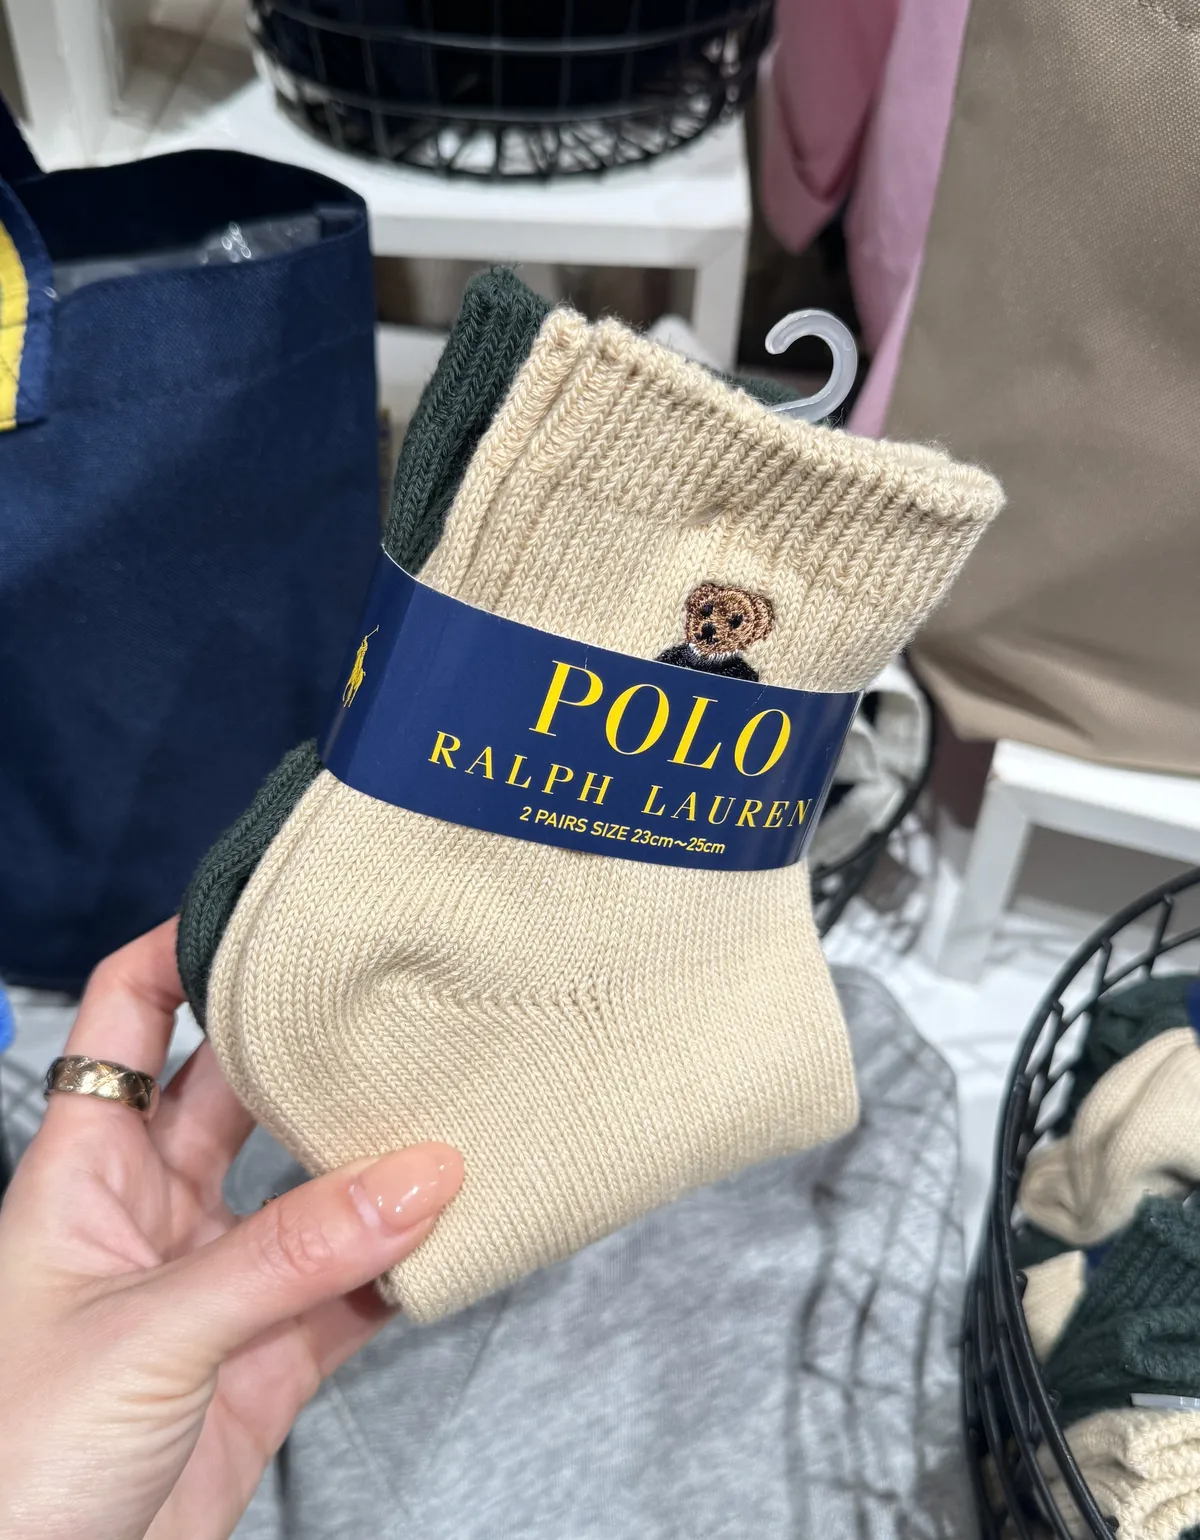 POLO
RALPH LAUREN
2 PAIRS SIZE 23cm~25cm